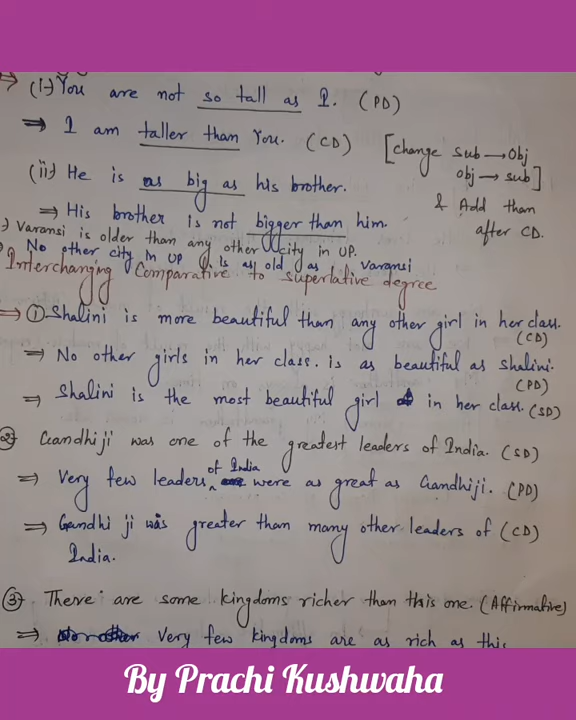 ⇒ (i) You are not so tall as I. (PD)
⇒ I am taller than You. (CD)
[change sub → Obj
obj → sub]
& Add than
after CD.
(ii) He is as big as his brother.
⇒ His brother is not bigger than him.
Varansi is older than any other city in UP.
No other city in UP is as old as Varansi
Interchanging Comparative to superlative degree
⇒ ① Shalini is more beautiful than any other girl in her class. (CD)
⇒ No other girls in her class. is as beautiful as Shalini. (PD)
⇒ Shalini is the most beautiful girl in her class. (SD)
② Gandhiji was one of the greatest leaders of India. (SD)
⇒ Very few leaders of India were as great as Gandhiji. (PD)
⇒ Gandhi ji was greater than many other leaders of (CD)
India.
③ There are some kingdoms richer than this one. (Affirmative)
⇒ Very few kingdoms are as rich as this
By Prachi Kushwaha